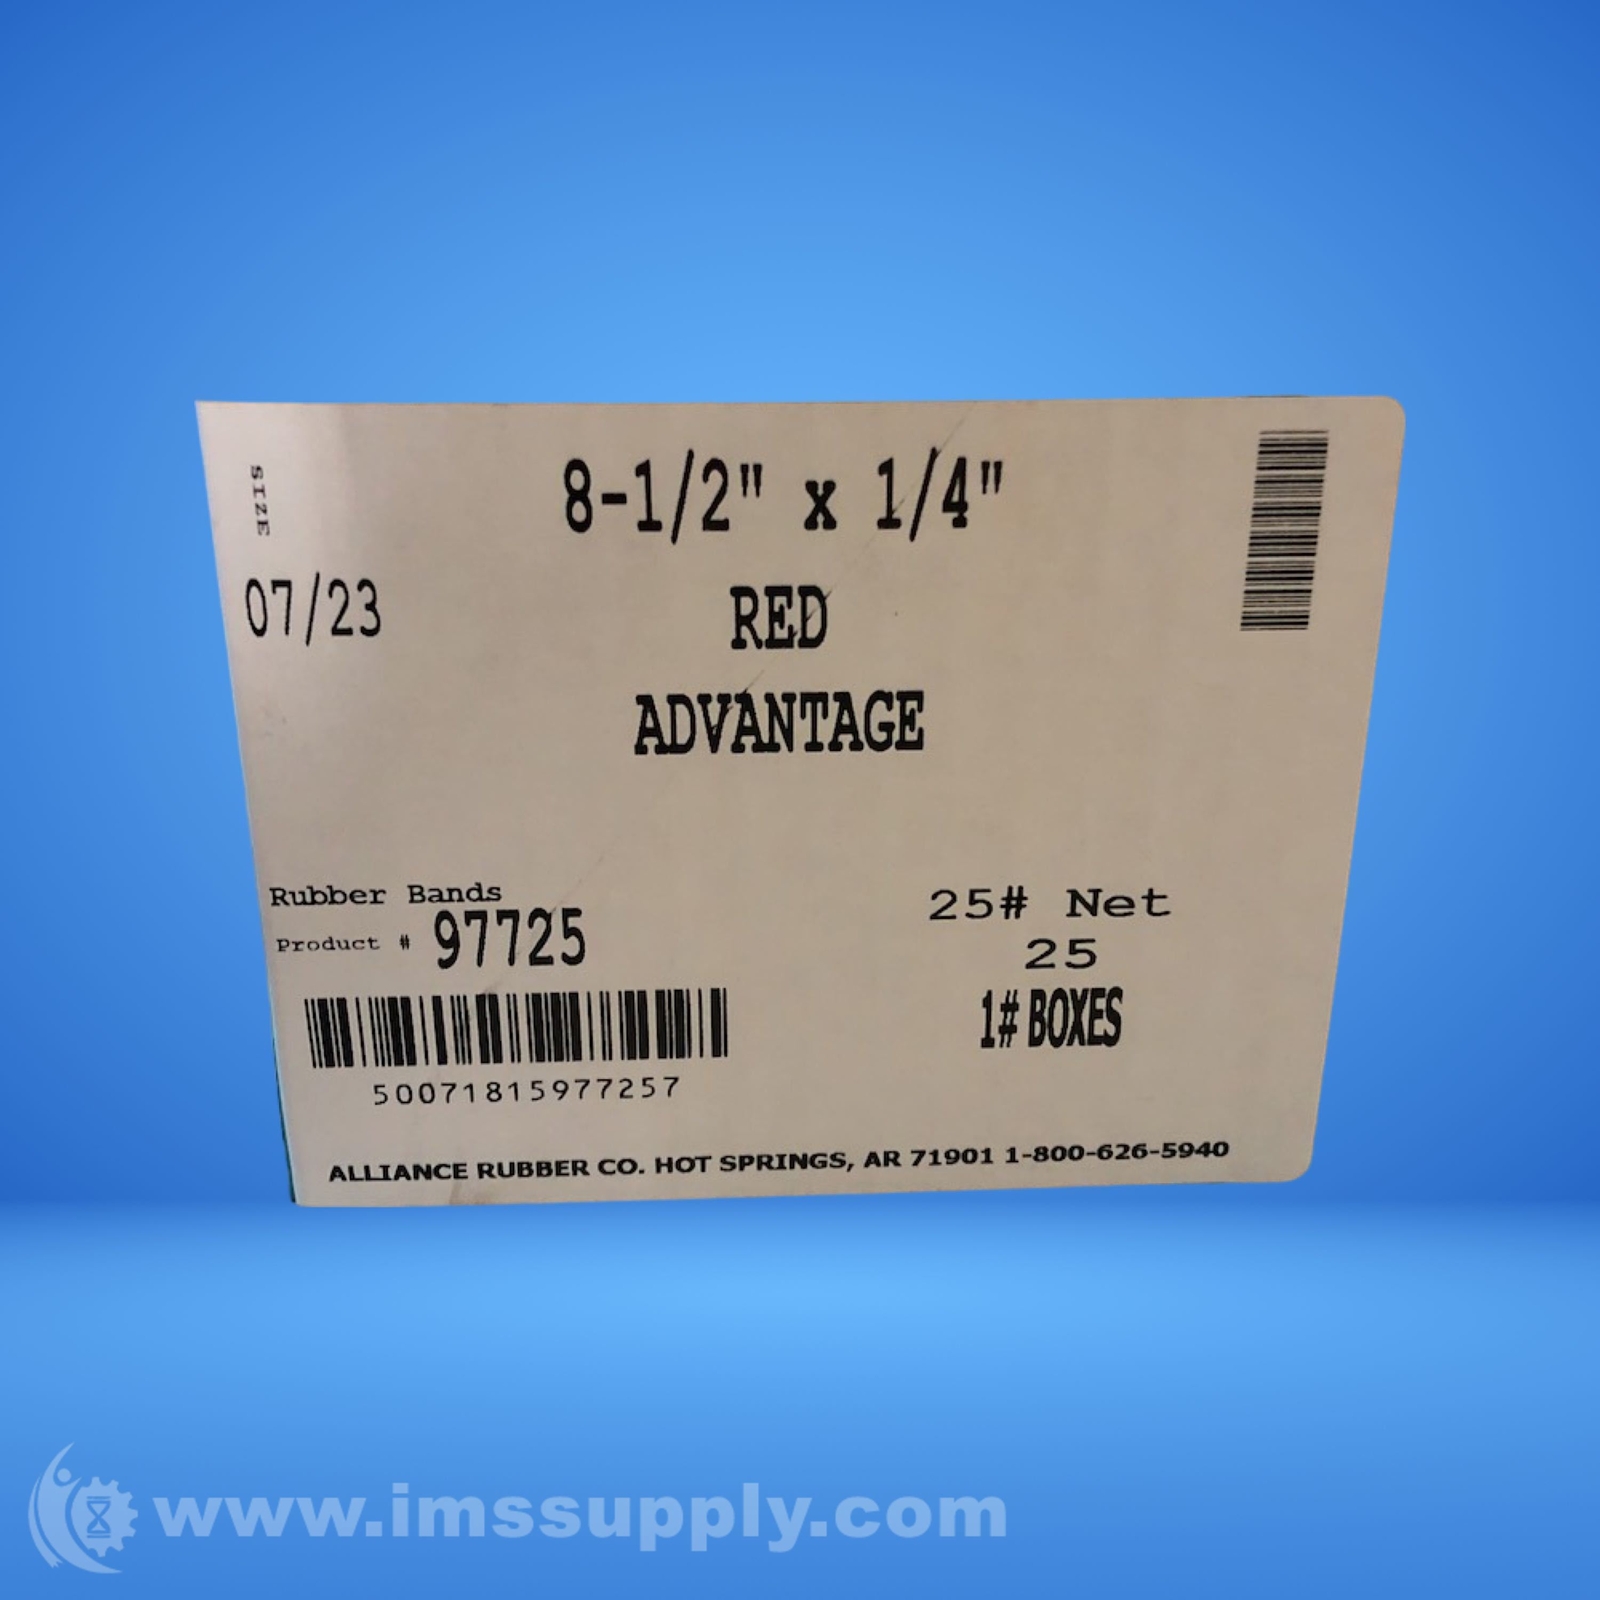 SIZE
8-1/2" x 1/4"
07/23
RED
ADVANTAGE
Rubber Bands
Product # 97725
25# Net
25
1# BOXES
50071815977257
ALLIANCE RUBBER CO. HOT SPRINGS, AR 71901 1-800-626-5940
www.imssupply.com